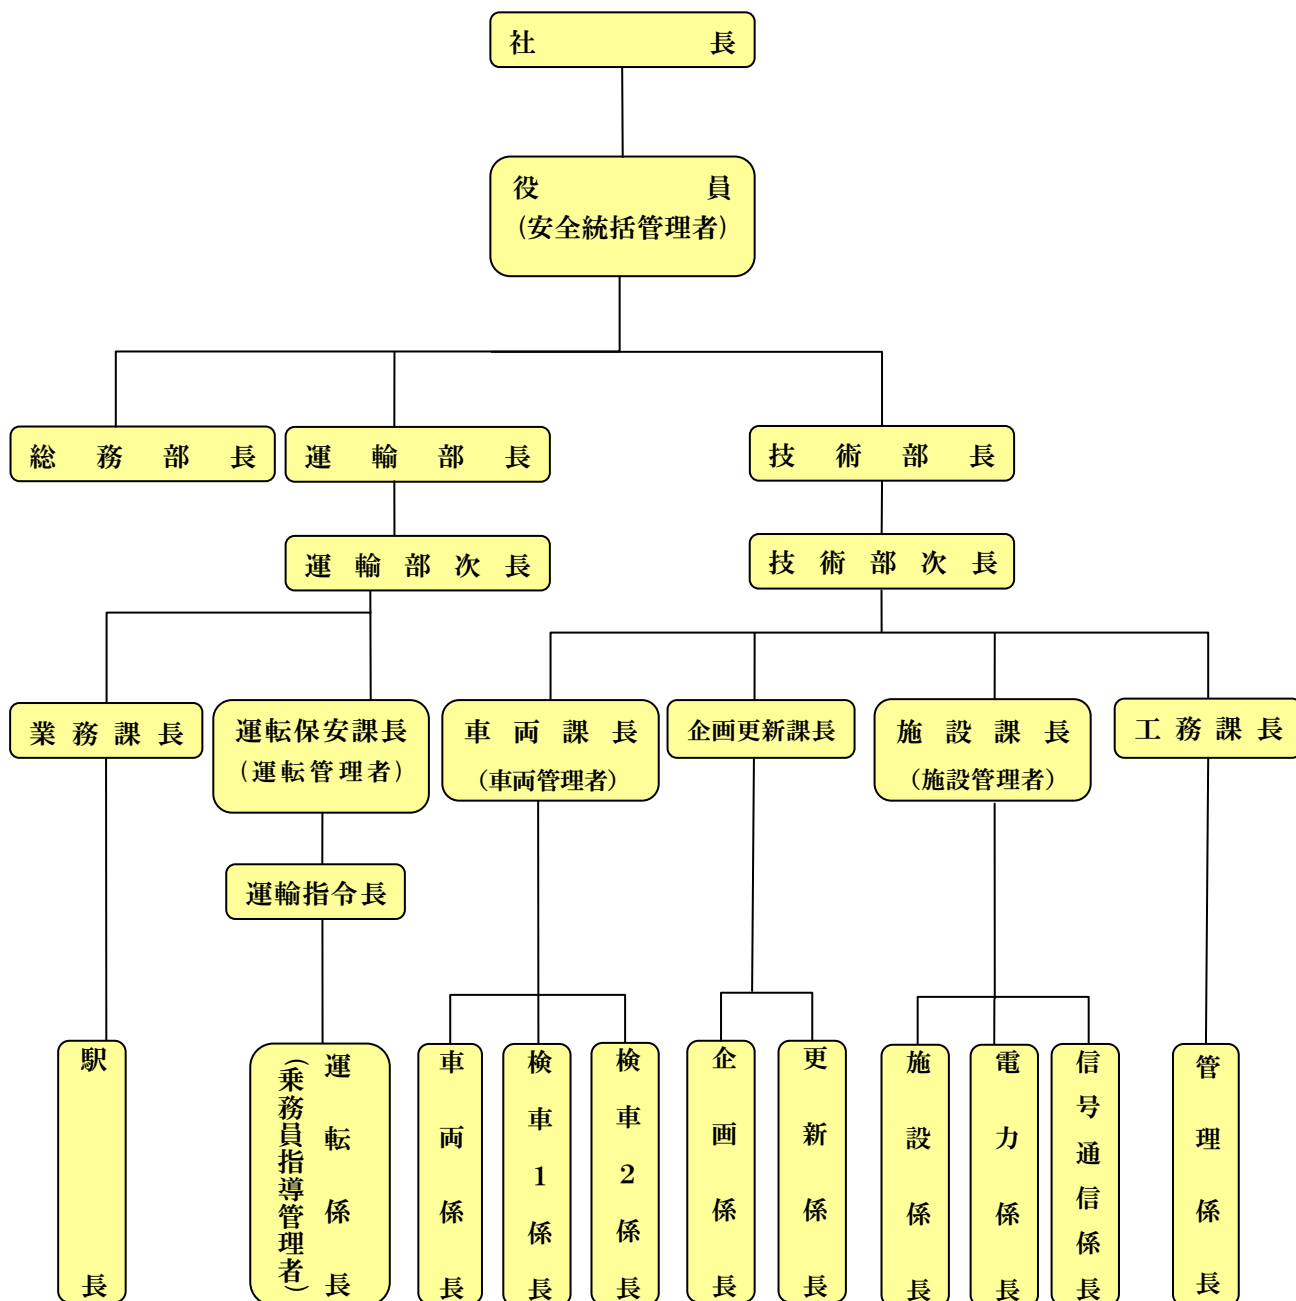 社長
役員
(安全統括管理者)
総務部長
運輸部長
技術部長
運輸部次長
技術部次長
業務課長
運転保安課長
(運転管理者)
車両課長
(車両管理者)
企画更新課長
施設課長
(施設管理者)
工務課長
運輸指令長
駅長
運転係長
(乗務員指導管理者)
車両係長
検車1係長
検車2係長
企画係長
更新係長
施設係長
電力係長
信号通信係長
管理係長